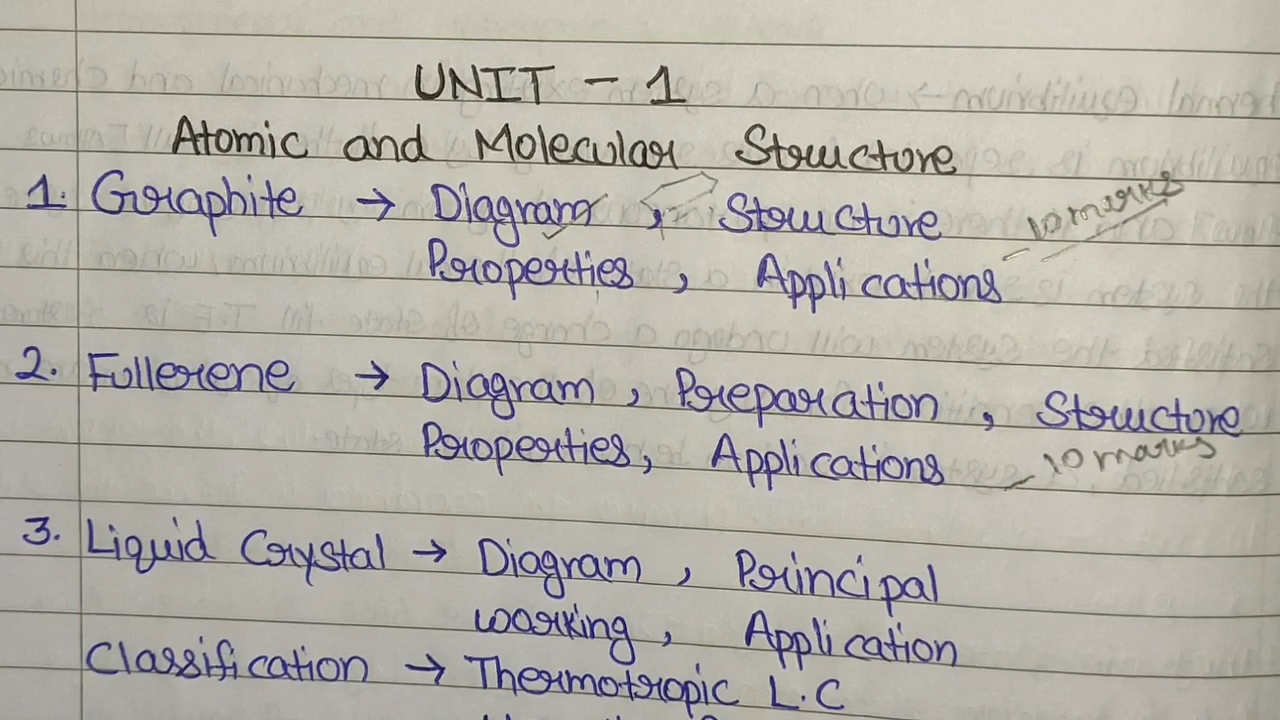 UNIT - 1
Atomic and Molecular Structure
1. Graphite → Diagram, Structure 10 marks
Properties, Applications
2. Fullerene → Diagram, Preparation, Structure
Properties, Applications 10 marks
3. Liquid Crystal → Diagram, Principal
working, Application
Classification → Thermotropic L.C